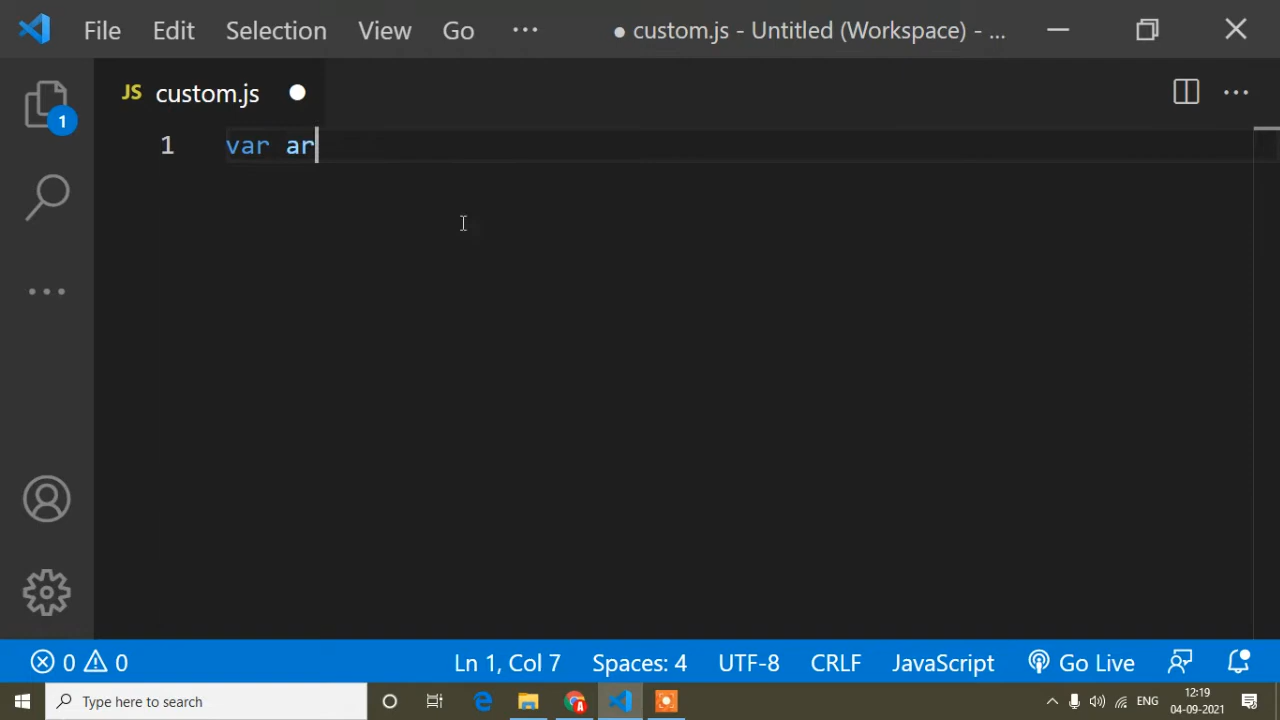 File Edit Selection View Go ··· ● custom.js - Untitled (Workspace) - ...
JS custom.js ●
1
1 var ar
0 0 Ln 1, Col 7 Spaces: 4 UTF-8 CRLF JavaScript Go Live
Type here to search A ENG 12:19
04-09-2021